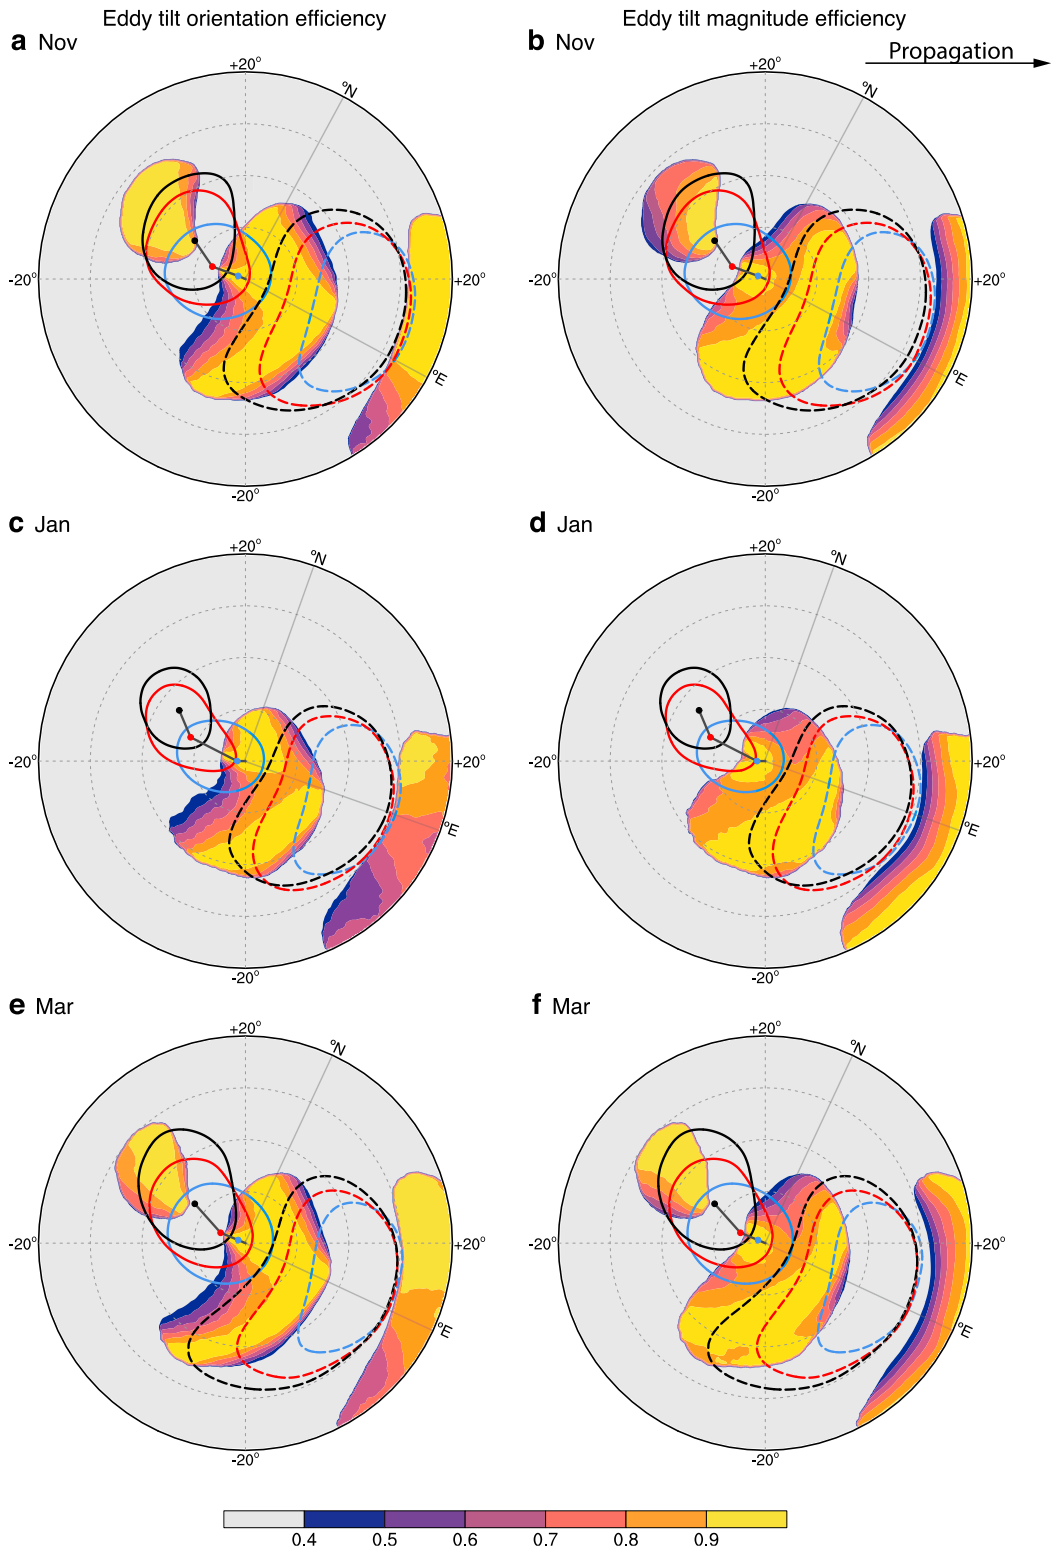 Eddy tilt orientation efficiency
Eddy tilt magnitude efficiency
a Nov
b Nov
Propagation
+20°
°N
-20°
+20°
°E
-20°
+20°
°N
-20°
+20°
°E
-20°
c Jan
d Jan
+20°
°N
-20°
+20°
°E
-20°
+20°
°N
-20°
+20°
°E
-20°
e Mar
f Mar
+20°
°N
-20°
+20°
°E
-20°
+20°
°N
-20°
+20°
°E
-20°
0.4 0.5 0.6 0.7 0.8 0.9